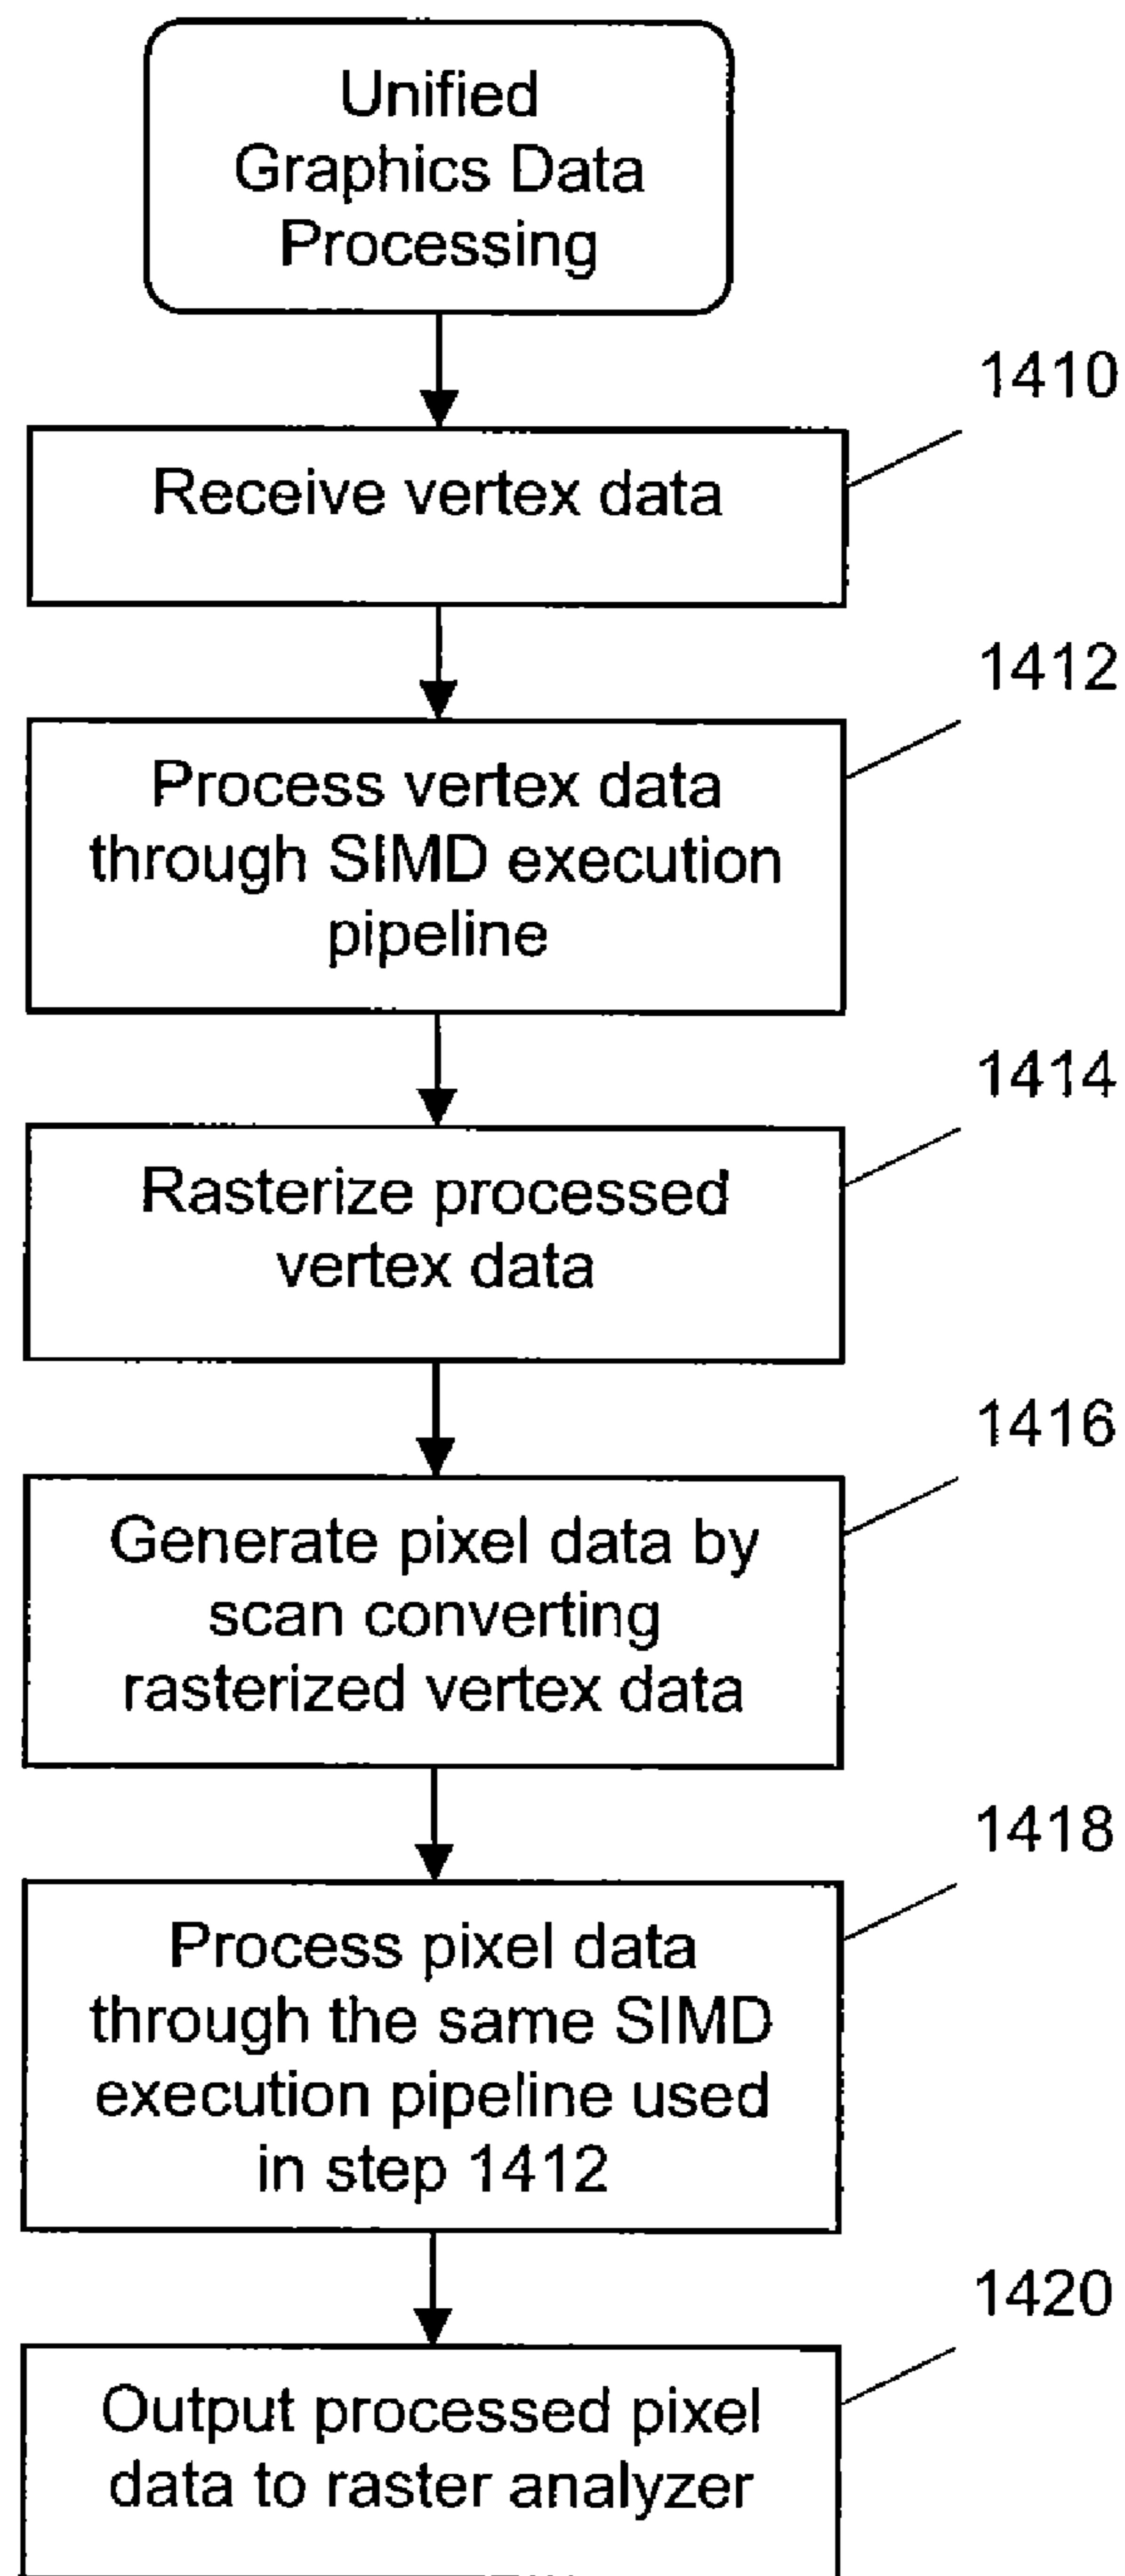 Unified
Graphics Data
Processing
1410
Receive vertex data
1412
Process vertex data
through SIMD execution
pipeline
1414
Rasterize processed
vertex data
1416
Generate pixel data by
scan converting
rasterized vertex data
1418
Process pixel data
through the same SIMD
execution pipeline used
in step 1412
1420
Output processed pixel
data to raster analyzer